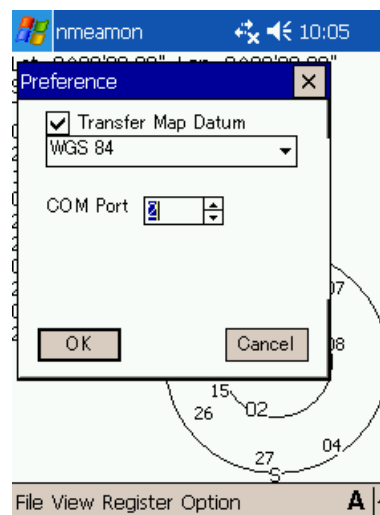 nmeamon 10:05
Preference
Transfer Map Datum
WGS 84
COM Port
OK Cancel
07
08
15
26 02
27 04
S
File View Register Option A